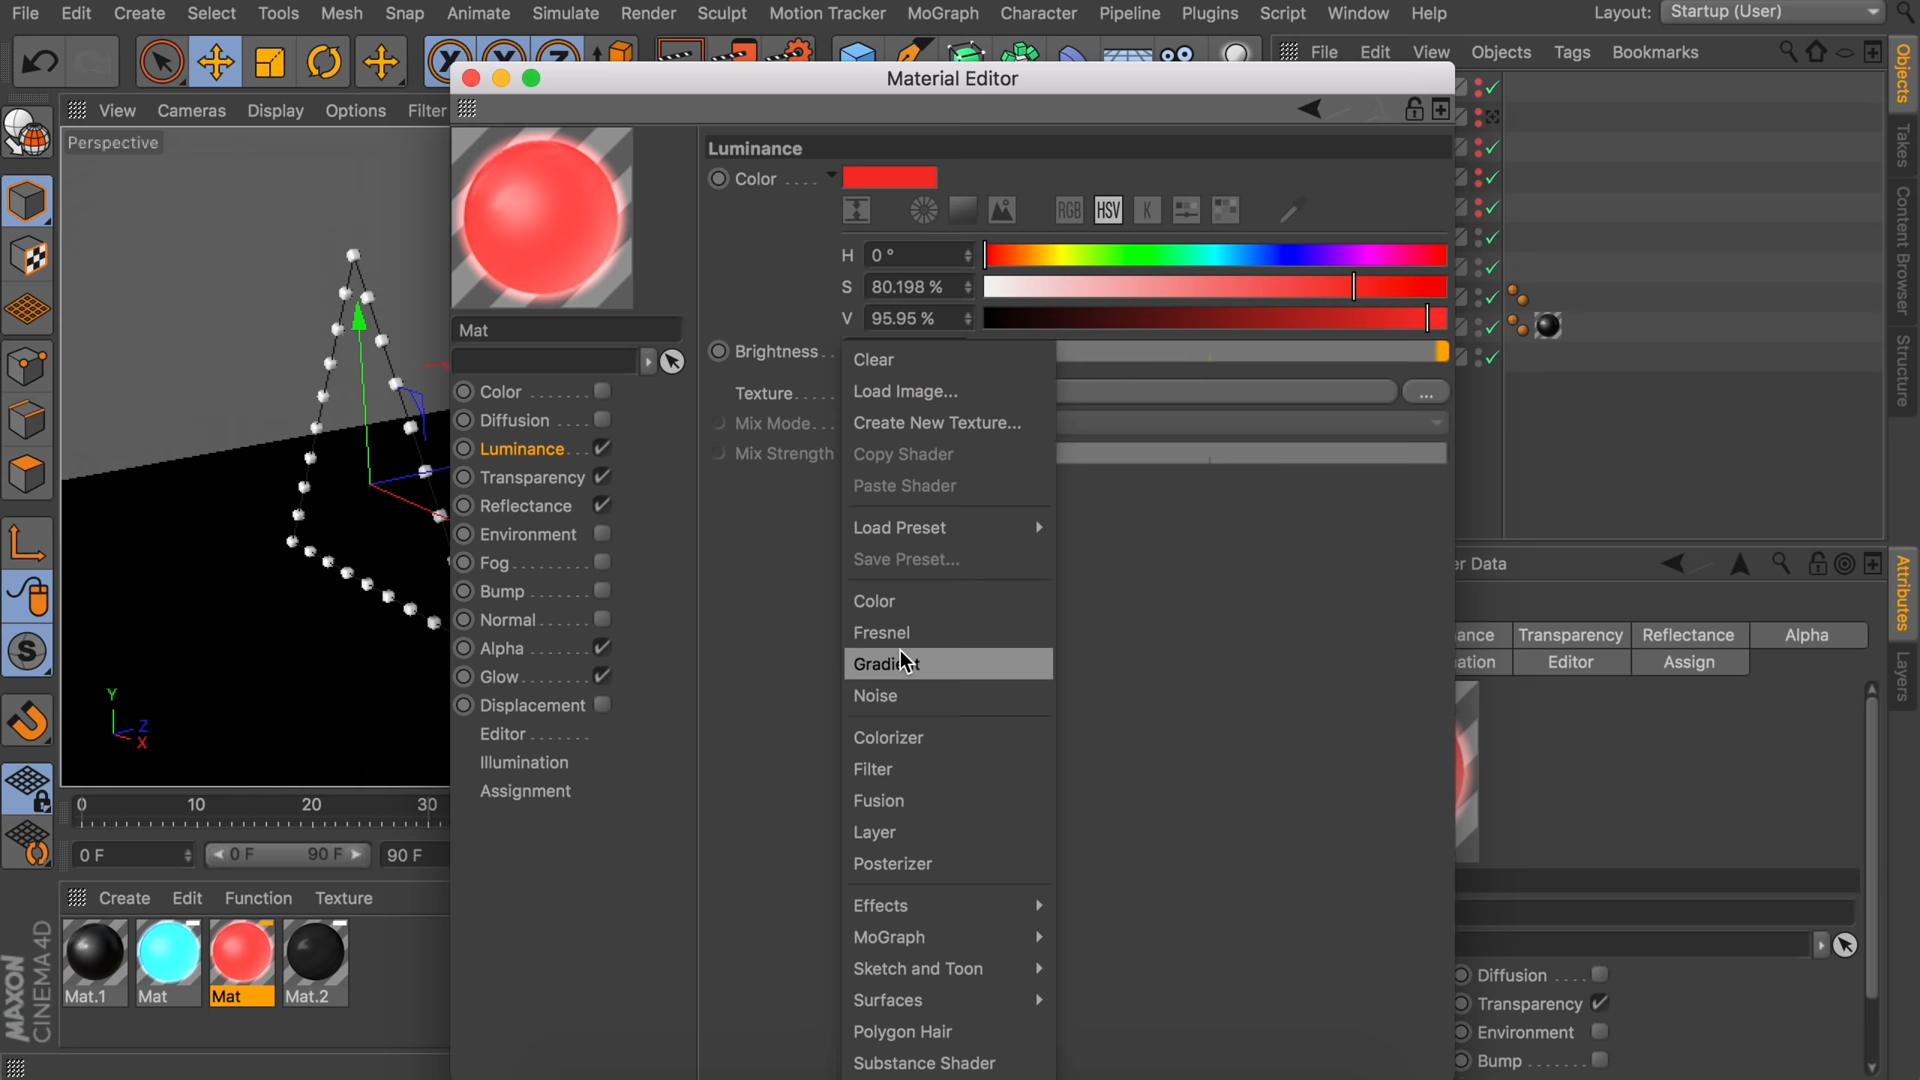 File Edit Create Select Tools Mesh Snap Animate Simulate Render Sculpt Motion Tracker MoGraph Character Pipeline Plugins Script Window Help Layout: Startup (User)
File Edit View Objects Tags Bookmarks
Material Editor
View Cameras Display Options Filter
Perspective
Luminance
Color ....
RGB HSV K
H 0 °
S 80.198 %
V 95.95 %
Mat
Brightness..
Texture.....
Mix Mode...
Mix Strength
Clear
Load Image...
Create New Texture...
Copy Shader
Paste Shader
Load Preset
Save Preset...
Color
Fresnel
Gradient
Noise
Colorizer
Filter
Fusion
Layer
Posterizer
Effects
MoGraph
Sketch and Toon
Surfaces
Polygon Hair
Substance Shader
...
Color .......
Diffusion .....
Luminance...
Transparency
Reflectance
Environment
Fog.........
Bump .......
Normal......
Alpha .......
Glow........
Displacement
Editor .......
Illumination
Assignment
Y
Z
X
0 10 20 30
0 F 0 F 90 F 90 F
Create Edit Function Texture
Mat.1 Mat Mat Mat.2
MAXON
CINEMA 4D
Objects
Takes
Content Browser
Structure
Attributes
Layers
er Data
ance Transparency Reflectance Alpha
ation Editor Assign
Diffusion ....
Transparency
Environment
Bump .......